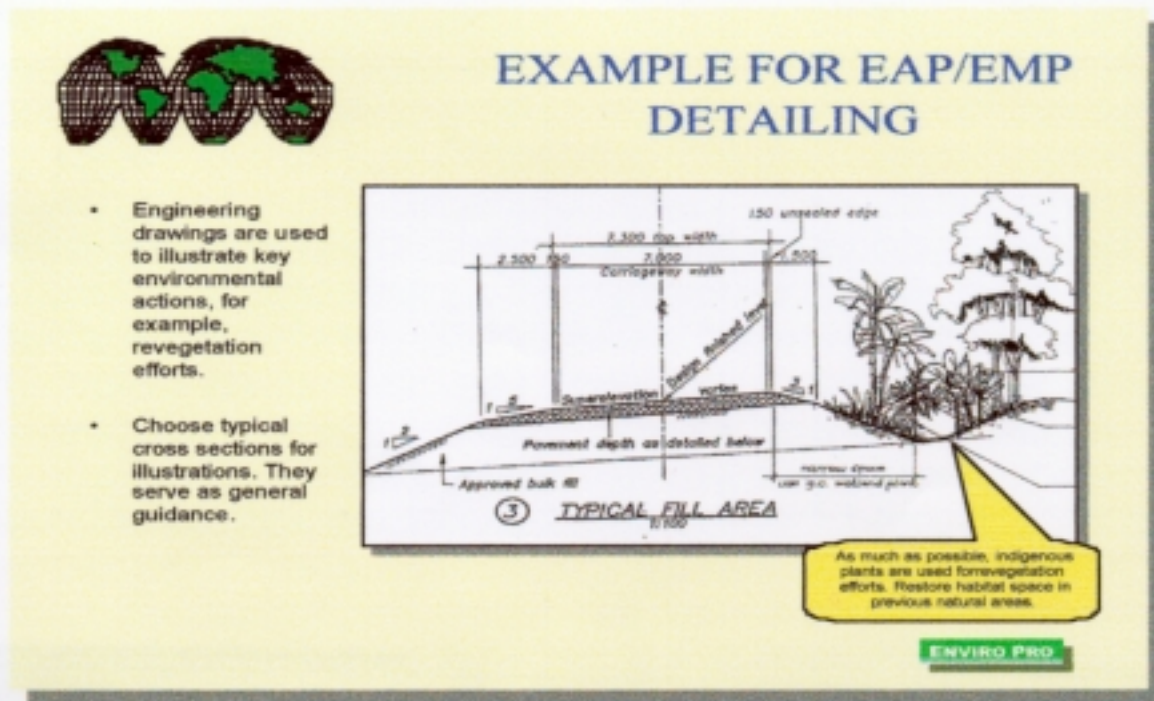 EXAMPLE FOR EAP/EMP
DETAILING
• Engineering
drawings are used
to illustrate key
environmental
actions, for
example,
revegetation
efforts.
• Choose typical
cross sections for
illustrations. They
serve as general
guidance.
150 unsealed edge
top width
2.500
7.000
Carriageway width
Design finished level
Superelevation varies
Pavement depth as detailed below
Approved bulk fill
3 TYPICAL FILL AREA
1:100
As much as possible, indigenous
plants are used forrevegetation
efforts. Restore habitat space in
previous natural areas.
ENVIRO PRO